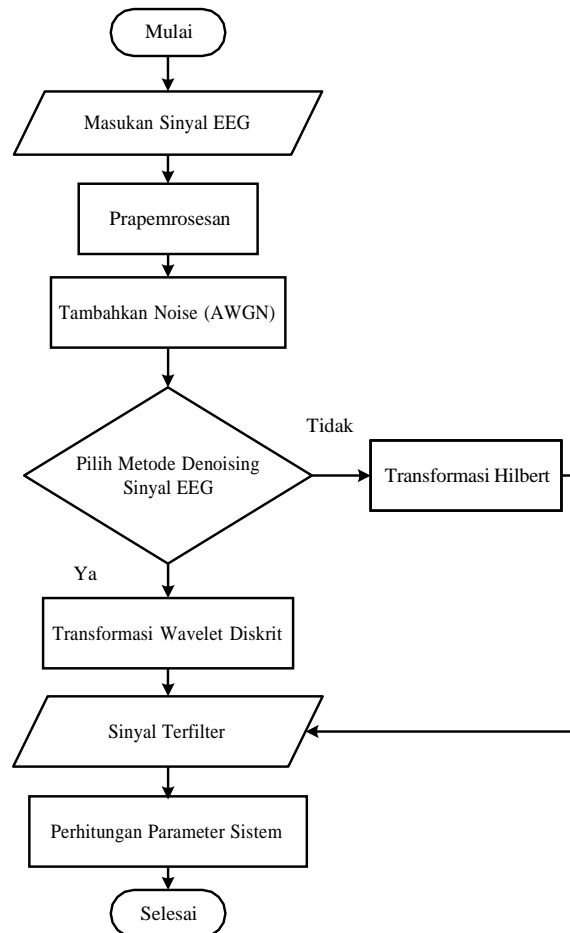 Mulai
Masukan Sinyal EEG
Prapemrosesan
Tambahkan Noise (AWGN)
Pilih Metode Denoising
Sinyal EEG
Tidak
Transformasi Hilbert
Ya
Transformasi Wavelet Diskrit
Sinyal Terfilter
Perhitungan Parameter Sistem
Selesai